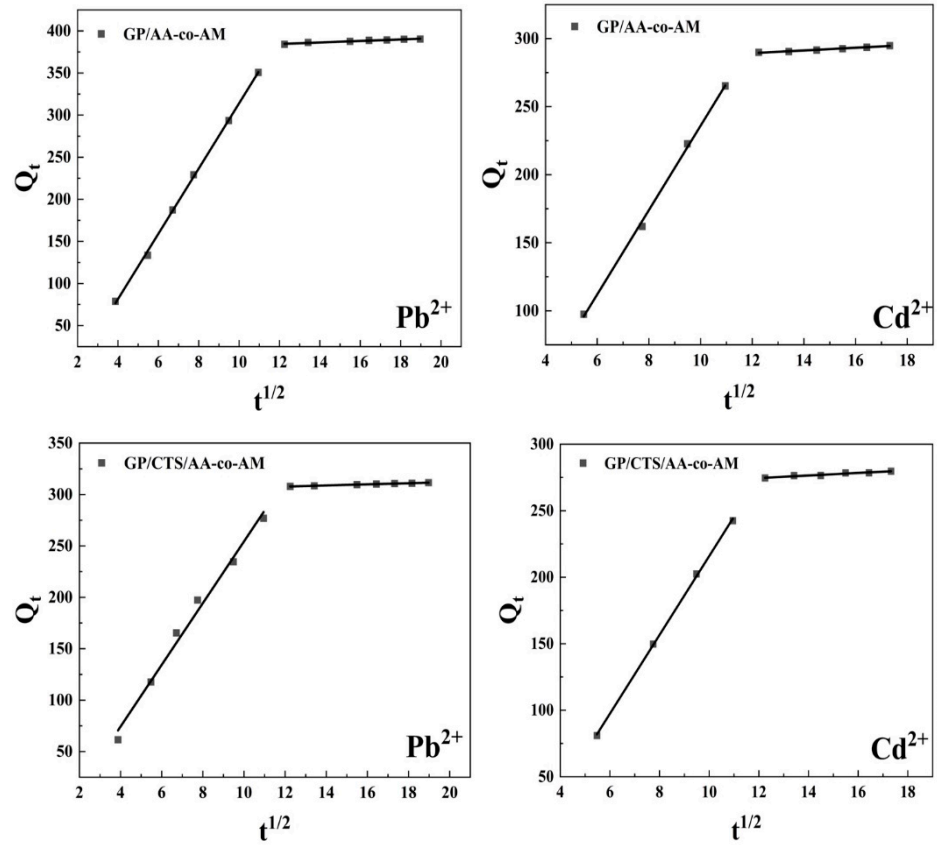 GP/AA-co-AM
400
350
300
250
200
150
100
50
Qt
2 4 6 8 10 12 14 16 18 20
t1/2
Pb2+
GP/AA-co-AM
300
250
200
150
100
Qt
4 6 8 10 12 14 16 18
t1/2
Cd2+
GP/CTS/AA-co-AM
350
300
250
200
150
100
50
Qt
2 4 6 8 10 12 14 16 18 20
t1/2
Pb2+
GP/CTS/AA-co-AM
300
250
200
150
100
50
Qt
4 6 8 10 12 14 16 18
t1/2
Cd2+